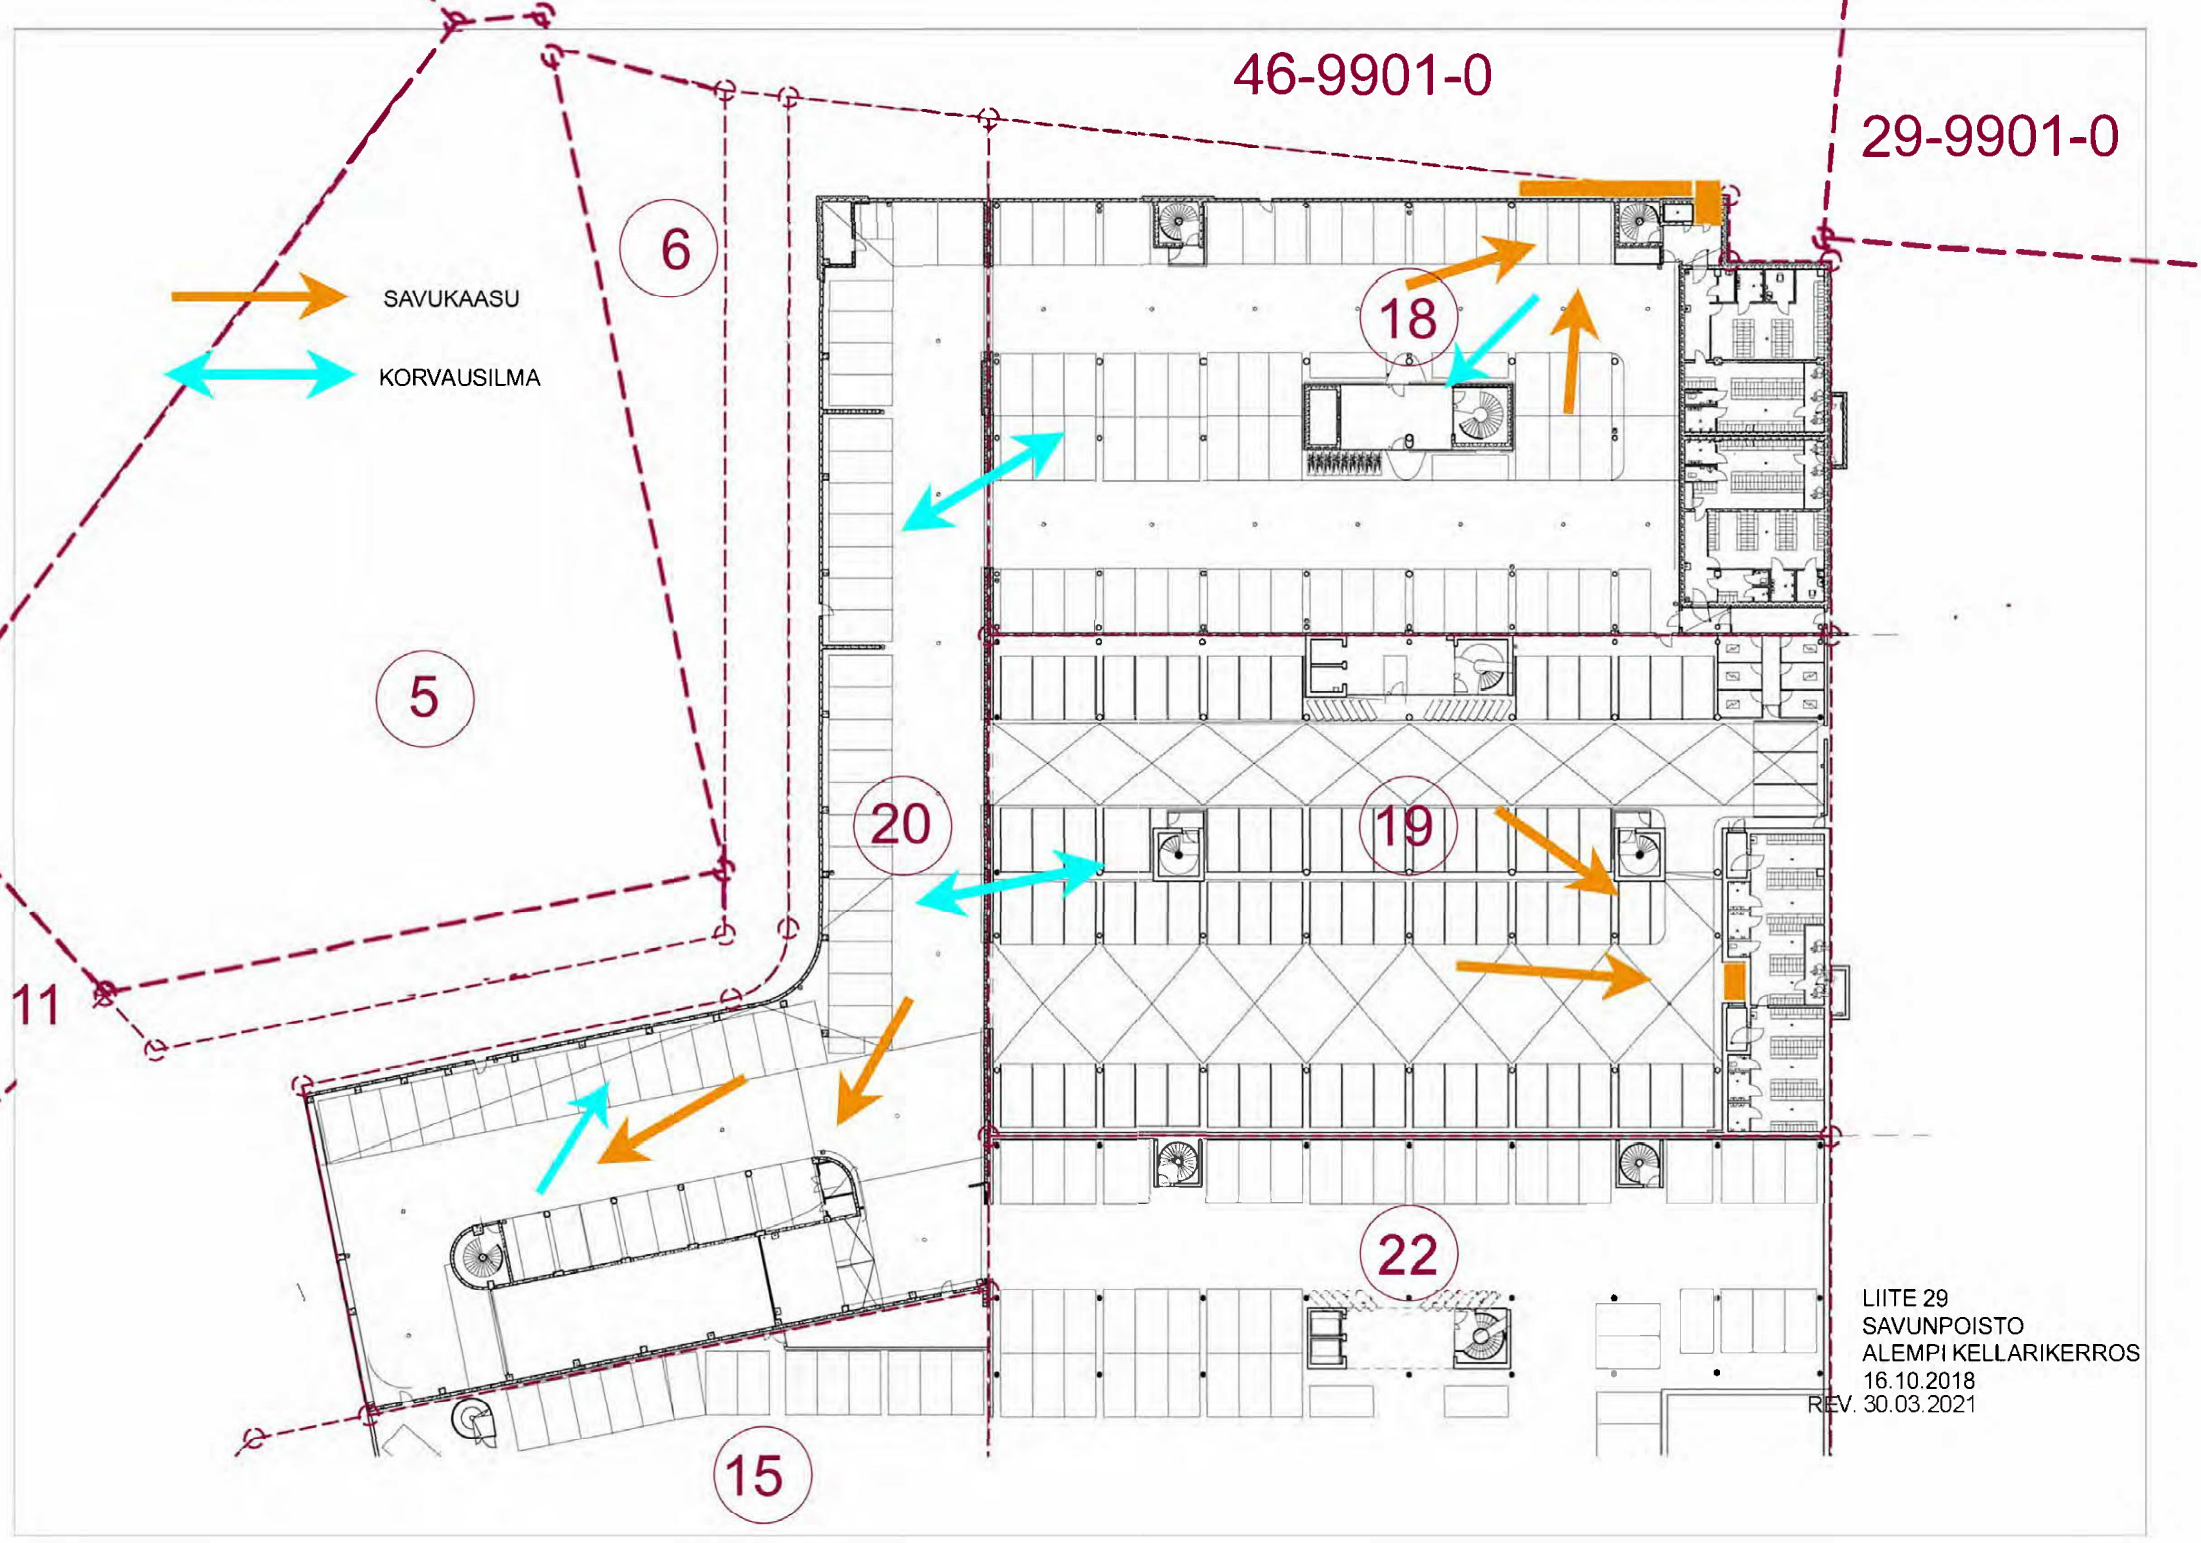 46-9901-0
29-9901-0
6
SAVUKAASU
18
KORVAUSILMA
5
20
19
11
22
LIITE 29
SAVUNPOISTO
ALEMPI KELLARIKERROS
16.10.2018
REV. 30.03.2021
15